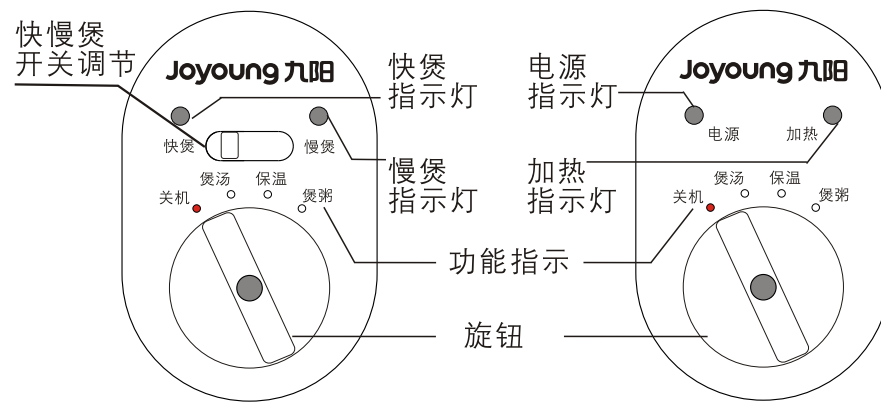 快慢煲
开关调节
Joyoung 九阳
快煲
指示灯
快煲
慢煲
慢煲
指示灯
煲汤
保温
关机
煲粥
功能指示
旋钮
电源
指示灯
Joyoung 九阳
电源
加热
加热
指示灯
煲汤
保温
关机
煲粥